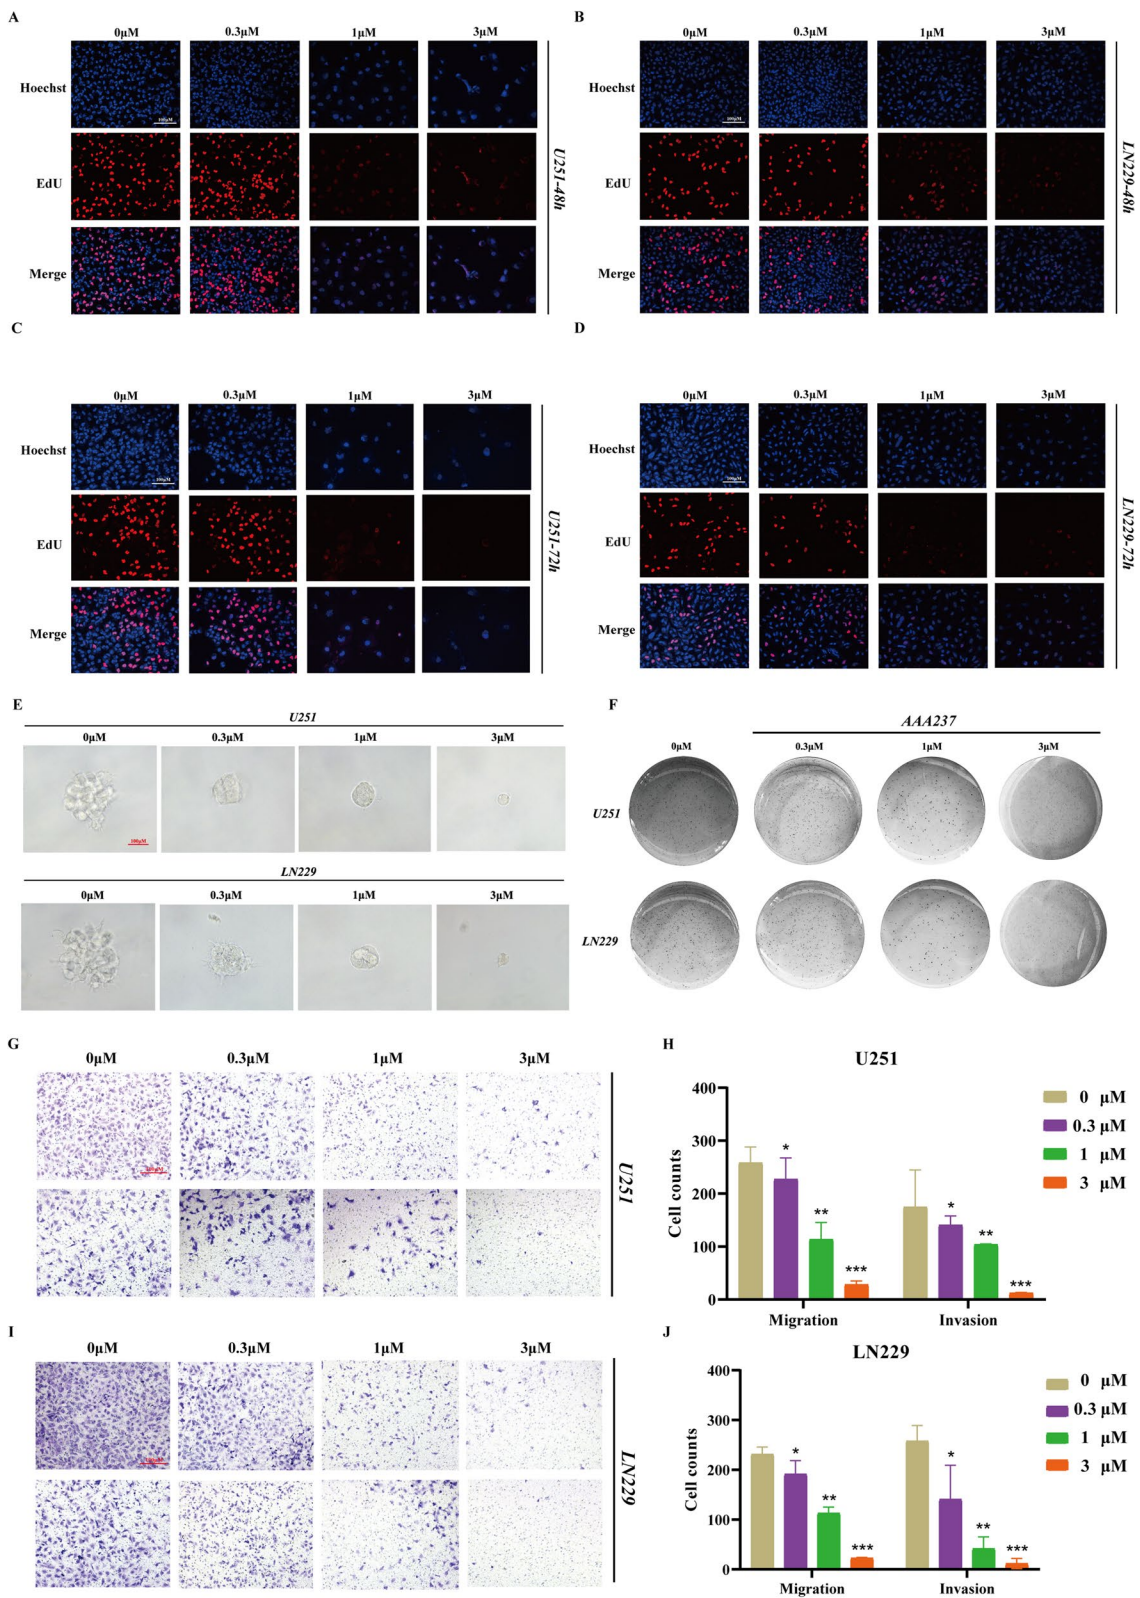 A
0µM 0.3µM 1µM 3µM
Hoechst
100µM
EdU
Merge
U251-48h
B
0µM 0.3µM 1µM 3µM
Hoechst
100µM
EdU
Merge
LN229-48h
C
0µM 0.3µM 1µM 3µM
Hoechst
100µM
EdU
Merge
U251-72h
D
0µM 0.3µM 1µM 3µM
Hoechst
100µM
EdU
Merge
LN229-72h
E
U251
0µM 0.3µM 1µM 3µM
100µM
LN229
0µM 0.3µM 1µM 3µM
F
AAA237
0µM 0.3µM 1µM 3µM
U251
LN229
G
0µM 0.3µM 1µM 3µM
U251
H
U251
Cell counts
400
300
200
100
0
* ** ***
* ** ***
Migration Invasion
0 µM
0.3 µM
1 µM
3 µM
I
0µM 0.3µM 1µM 3µM
LN229
J
LN229
Cell counts
400
300
200
100
0
* ** ***
* ** ***
Migration Invasion
0 µM
0.3 µM
1 µM
3 µM